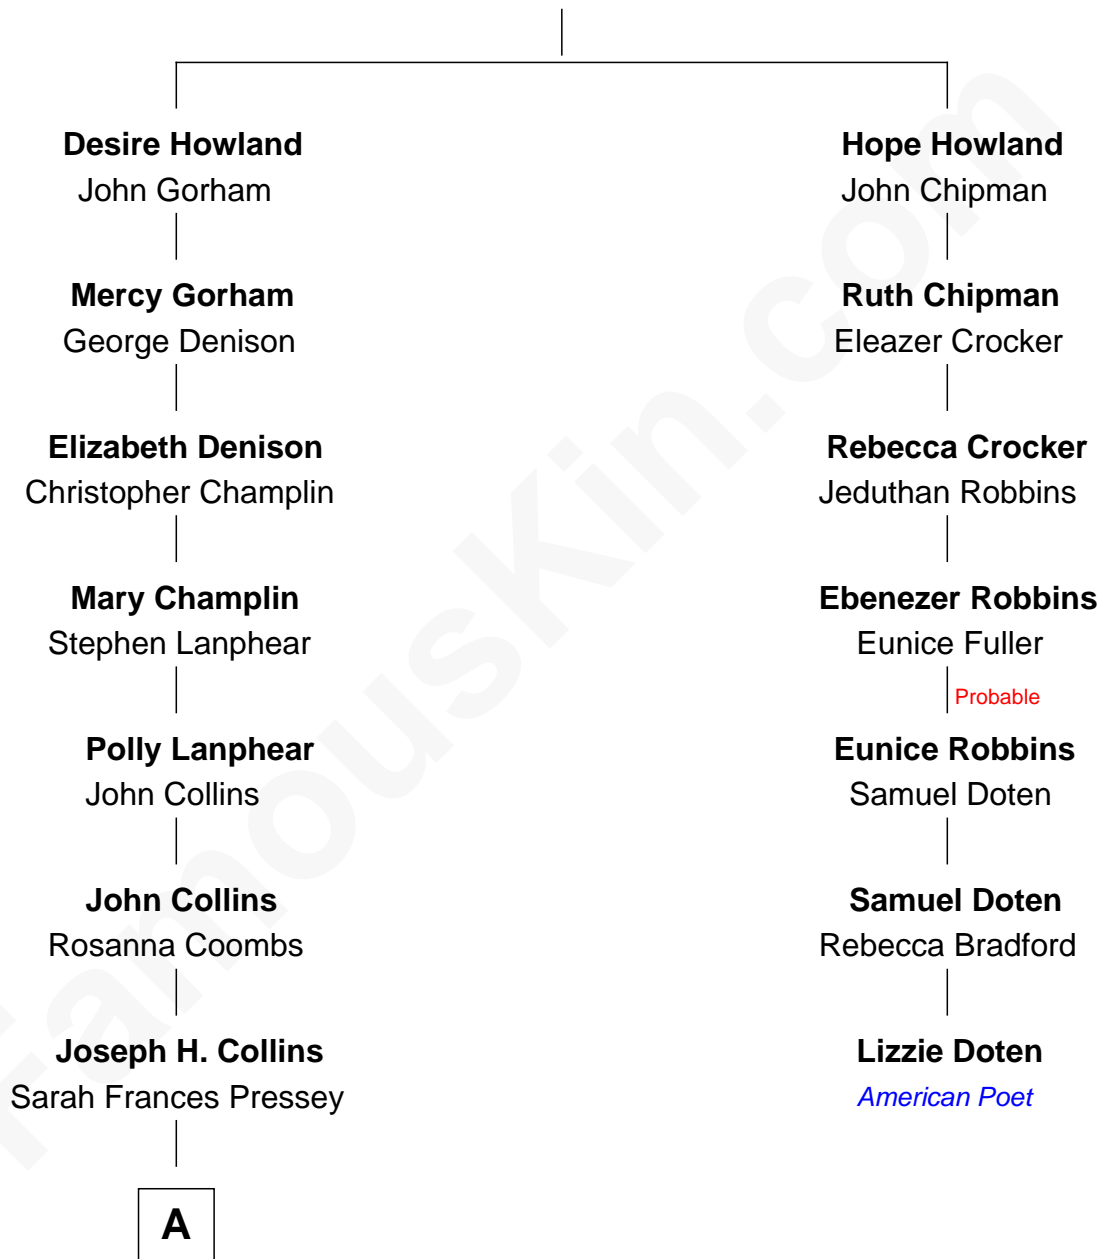 Desire Howland
John Gorham
Mercy Gorham
George Denison
Elizabeth Denison
Christopher Champlin
Mary Champlin
Stephen Lanphear
Polly Lanphear
John Collins
John Collins
Rosanna Coombs
Joseph H. Collins
Sarah Frances Pressey
A
Hope Howland
John Chipman
Ruth Chipman
Eleazer Crocker
Rebecca Crocker
Jeduthan Robbins
Ebenezer Robbins
Eunice Fuller
Probable
Eunice Robbins
Samuel Doten
Samuel Doten
Rebecca Bradford
Lizzie Doten
American Poet
FamousKin.com